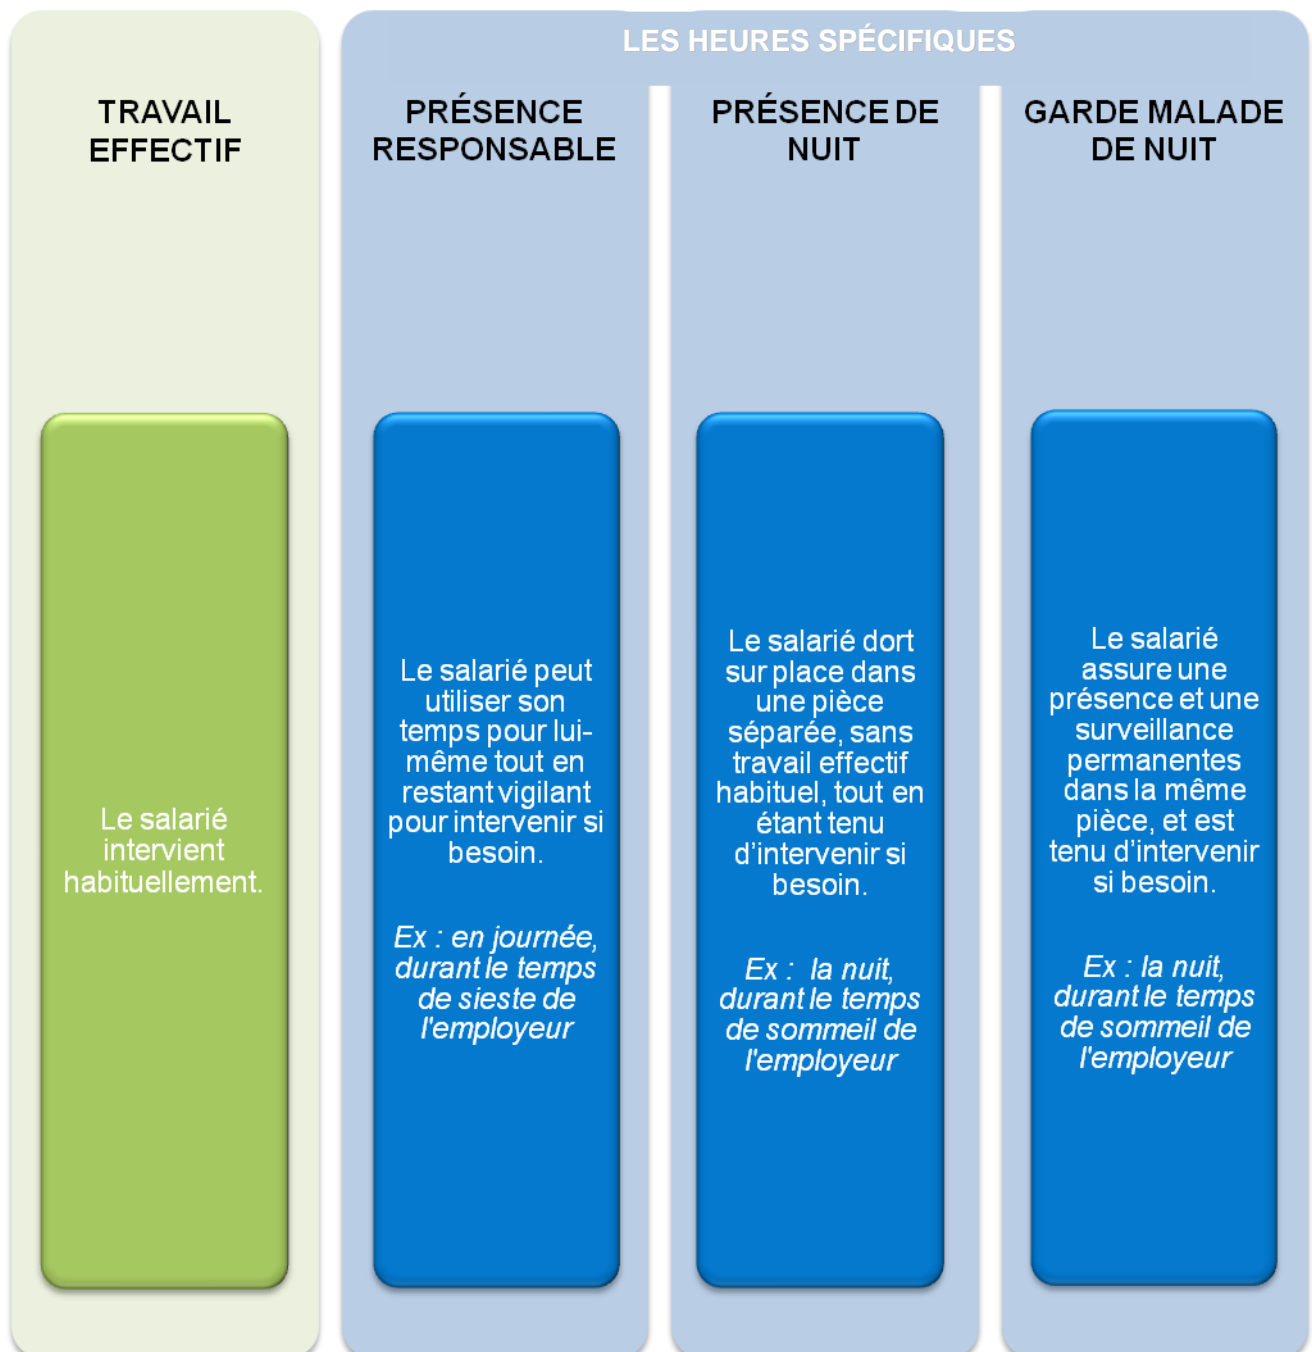 LES HEURES SPÉCIFIQUES
TRAVAIL
EFFECTIF
Le salarié
intervient
habituellement.
PRÉSENCE
RESPONSABLE
Le salarié peut
utiliser son
temps pour lui-
même tout en
restant vigilant
pour intervenir si
besoin.
Ex : en journée,
durant le temps
de sieste de
l'employeur
PRÉSENCE DE
NUIT
Le salarié dort
sur place dans
une pièce
séparée, sans
travail effectif
habituel, tout en
étant tenu
d’intervenir si
besoin.
Ex : la nuit,
durant le temps
de sommeil de
l'employeur
GARDE MALADE
DE NUIT
Le salarié
assure une
présence et une
surveillance
permanentes
dans la même
pièce, et est
tenu d’intervenir
si besoin.
Ex : la nuit,
durant le temps
de sommeil de
l'employeur